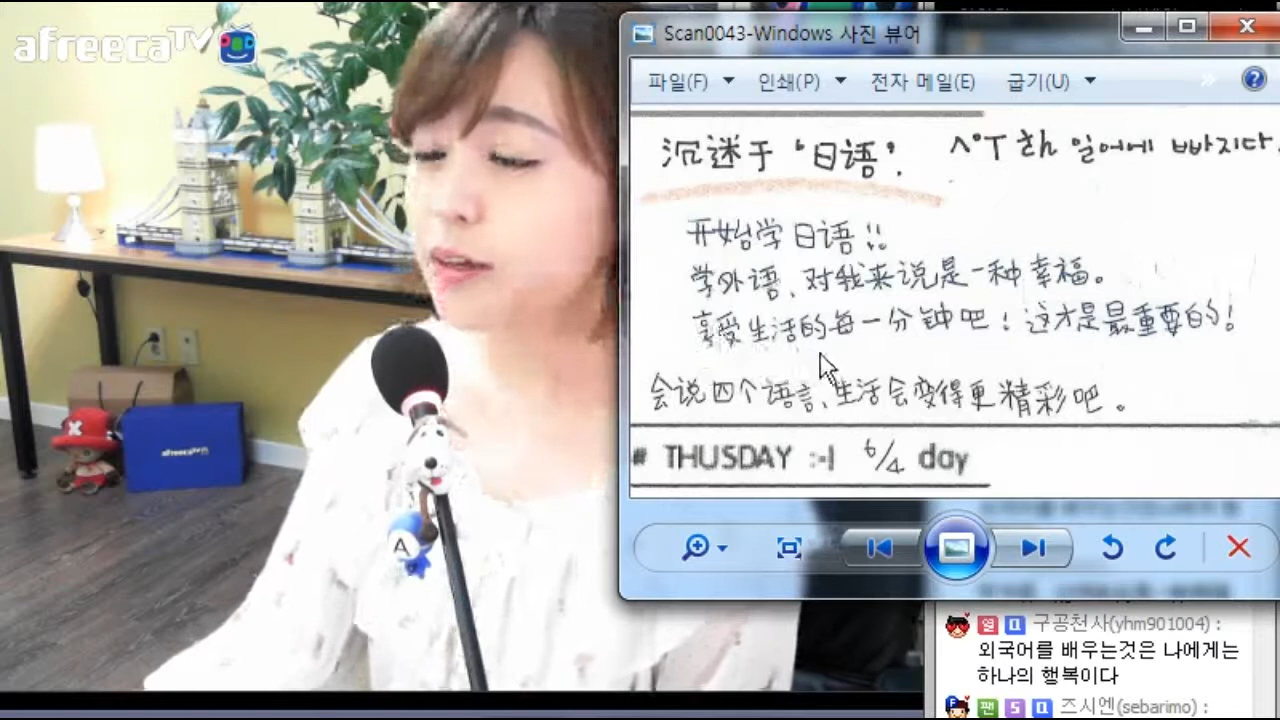 afreecaTV
Scan0043-Windows 사진 뷰어
파일(F) 인쇄(P) 전자 메일(E) 굽기(U)
沉迷于‘日语’.
일어에 빠지다.
开始学日语!!
学外语、对我来说是一种幸福。
享受生活的每一分钟吧！这才是最重要的!
会说四个语言、生活会变得更精彩吧。
# THUSDAY :-| 6/4 day
afreecaTV
A
열 구공천사(yhm901004) :
외국어를 배우는것은 나에게는
하나의 행복이다
팬 S 즈시엔(sebarimo) :